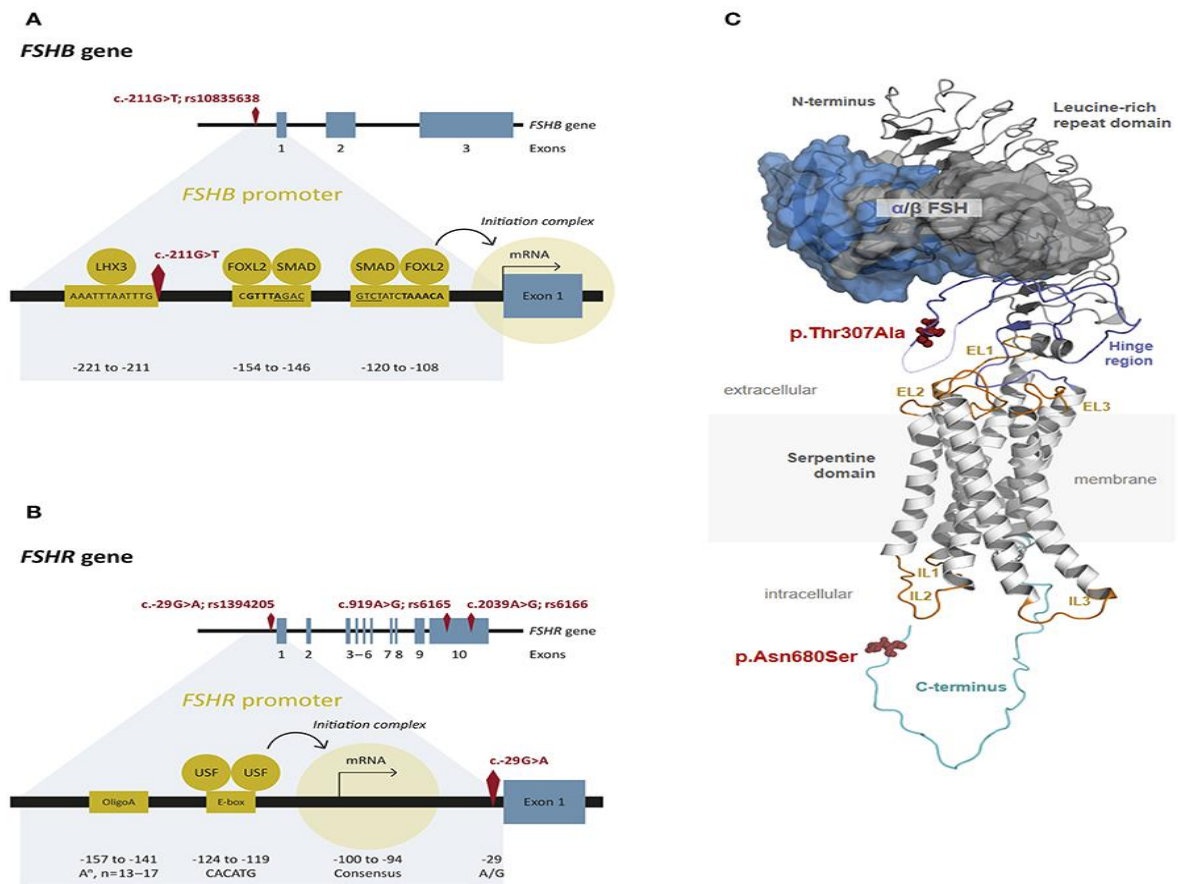 A
FSHB gene
c.-211G>T; rs10835638
FSHB gene
1 2 3 Exons
FSHB promoter
Initiation complex
c.-211G>T
mRNA
LHX3 FOXL2 SMAD SMAD FOXL2
AAATTTAATTTG CGTTTAGAC GTCTATCTAAACA Exon 1
-221 to -211 -154 to -146 -120 to -108
B
FSHR gene
c.-29G>A; rs1394205 c.919A>G; rs6165 c.2039A>G; rs6166
FSHR gene
1 2 3–6 7 8 9 10 Exons
FSHR promoter
Initiation complex
mRNA
c.-29G>A
USF USF
OligoA E-box Exon 1
-157 to -141 -124 to -119 -100 to -94 -29
Aⁿ, n=13–17 CACATG Consensus A/G
C
N-terminus
Leucine-rich
repeat domain
α/β FSH
p.Thr307Ala
EL1
Hinge
region
extracellular
EL2
EL3
Serpentine
domain
membrane
intracellular
IL1
IL2
IL3
p.Asn680Ser
C-terminus